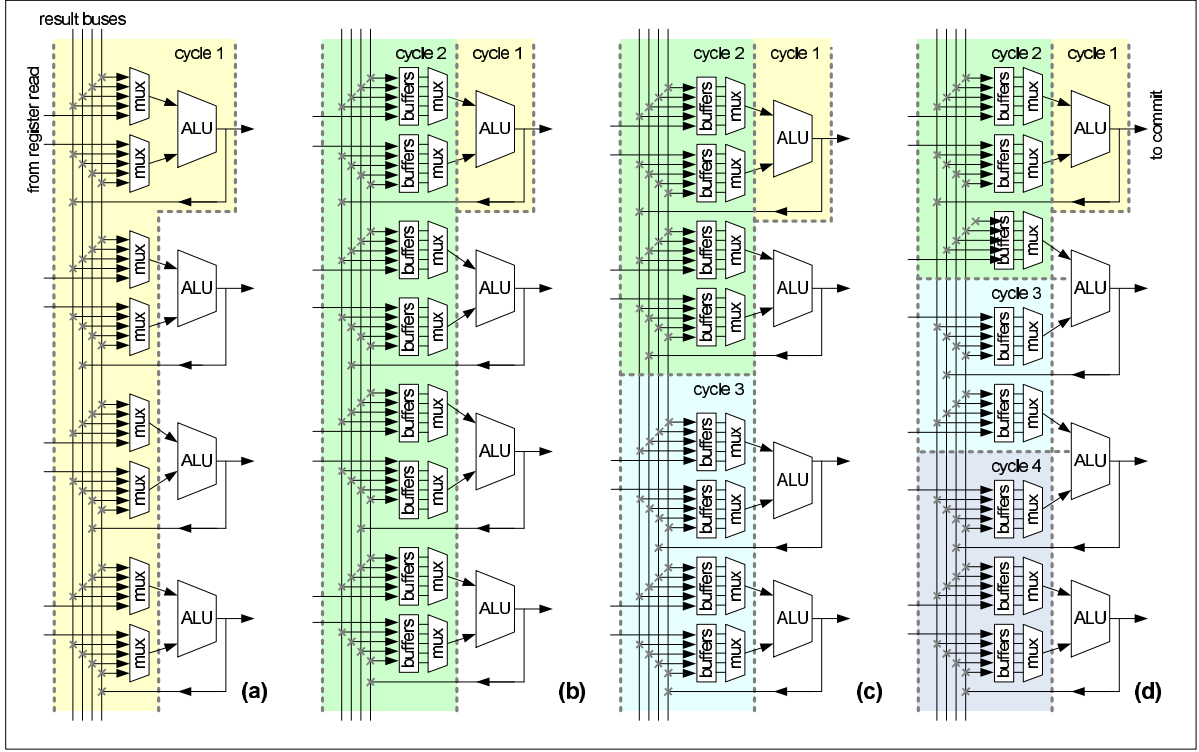 result buses
from register read
cycle 1
mux
ALU
mux
mux
ALU
mux
mux
ALU
mux
mux
ALU
mux
(a)
cycle 2
cycle 1
buffers mux
ALU
buffers mux
buffers mux
ALU
buffers mux
buffers mux
ALU
buffers mux
buffers mux
ALU
buffers mux
(b)
cycle 2
cycle 1
buffers mux
ALU
buffers mux
buffers mux
ALU
buffers mux
cycle 3
buffers mux
ALU
buffers mux
buffers mux
ALU
buffers mux
(c)
cycle 2
cycle 1
buffers mux
ALU
buffers mux
to commit
buffers mux
ALU
cycle 3
buffers mux
buffers mux
ALU
cycle 4
buffers mux
buffers mux
ALU
buffers mux
(d)